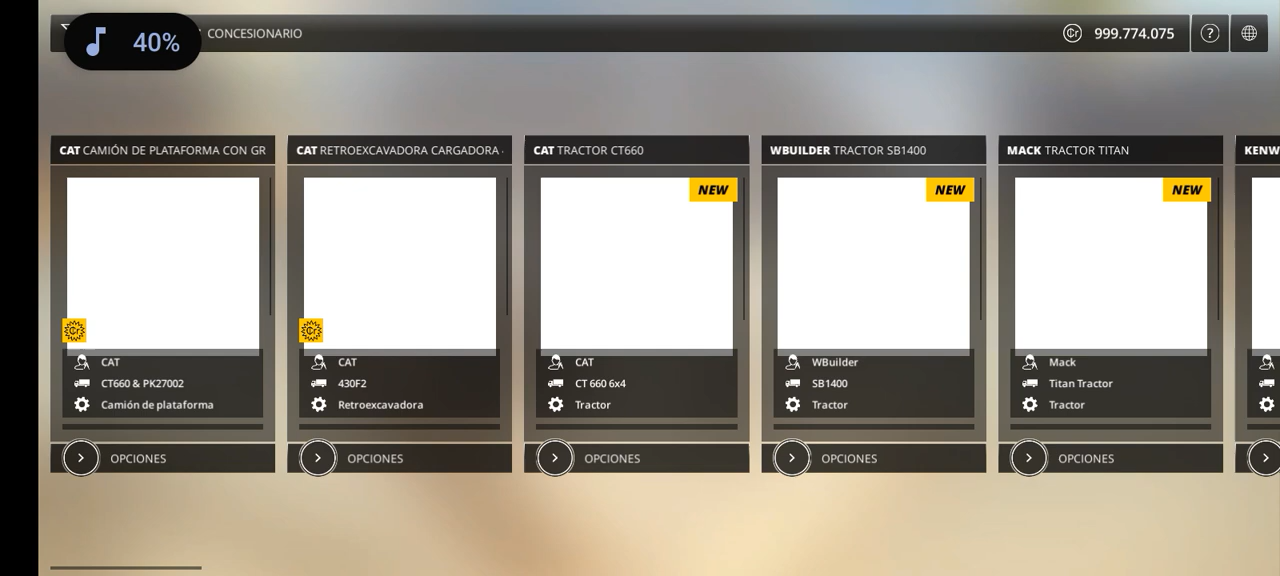 40%
CONCESIONARIO
999.774.075
?
CAT CAMIÓN DE PLATAFORMA CON GR
CAT
CT660 & PK27002
Camión de plataforma
OPCIONES
CAT RETROEXCAVADORA CARGADORA
CAT
430F2
Retroexcavadora
OPCIONES
CAT TRACTOR CT660
NEW
CAT
CT 660 6x4
Tractor
OPCIONES
WBUILDER TRACTOR SB1400
NEW
WBuilder
SB1400
Tractor
OPCIONES
MACK TRACTOR TITAN
NEW
Mack
Titan Tractor
Tractor
OPCIONES
KENW